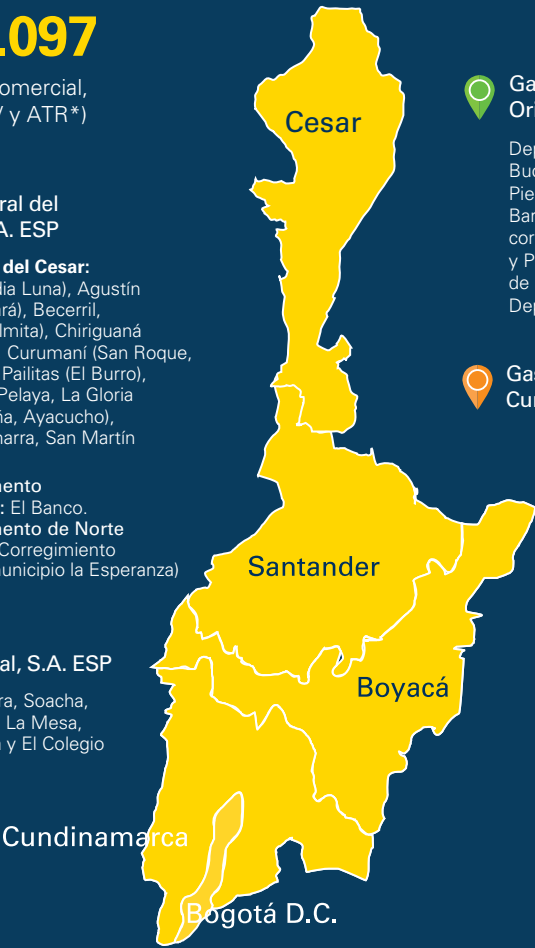 .097
omercial,
y ATR*)
ral del
A. ESP
del Cesar:
dia Luna), Agustín
ará), Becerril,
lmita), Chiriguaná
Curumaní (San Roque,
Pailitas (El Burro),
Pelaya, La Gloria
ña, Ayacucho),
narra, San Martín
mento
: El Banco.
mento de Norte
Corregimiento
unicipio la Esperanza)
al, S.A. ESP
ra, Soacha,
La Mesa,
y El Colegio
Cesar
Santander
Boyacá
Cundinamarca
Bogotá D.C.
Ga
Ori
Dep
Buc
Pie
Bar
cor
y P
de
Dep
Gas
Cur